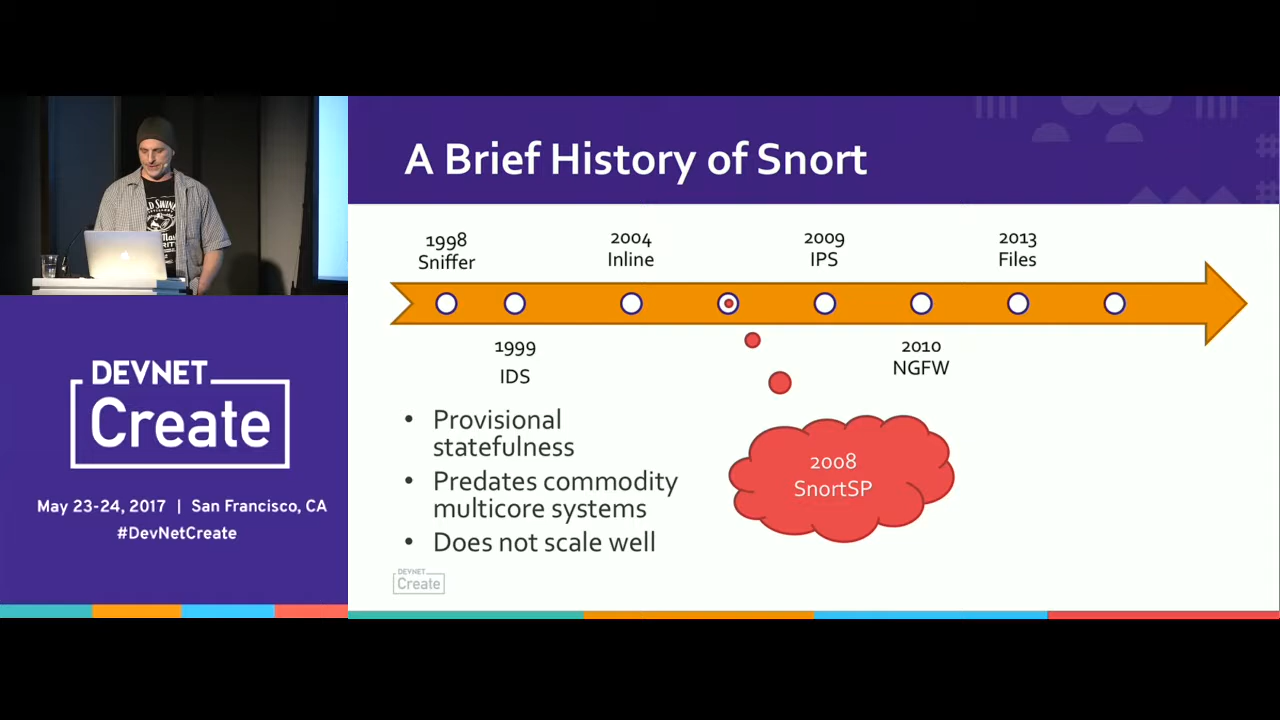 A Brief History of Snort
1998
Sniffer
2004
Inline
2009
IPS
2013
Files
1999
IDS
2010
NGFW
• Provisional
statefulness
• Predates commodity
multicore systems
• Does not scale well
2008
SnortSP
DEVNET
Create
DEVNET
Create
May 23-24, 2017 | San Francisco, CA
#DevNetCreate